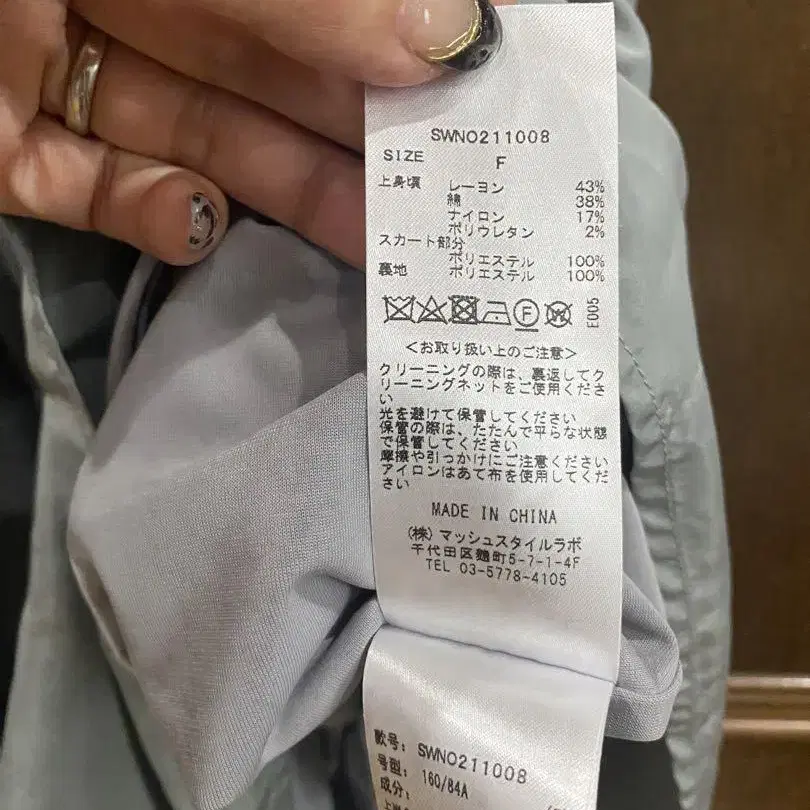 SWNO211008
SIZE F
上身頃 レーヨン 43%
綿 38%
ナイロン 17%
ポリウレタン 2%
スカート部分
ポリエステル 100%
裏地 ポリエステル 100%
F W E005
<お取り扱い上のご注意>
クリーニングの際は、裏返してク
リーニングネットをご使用くださ
い
光を避けて保管してください
保管の際は、たたんで平らな状態
で保管してください
摩擦や引っかけにご注意ください
アイロンはあて布を使用してくだ
さい
MADE IN CHINA
(株)マッシュスタイルラボ
千代田区麹町5-7-1-4F
TEL 03-5778-4105
款号: SWNO211008
号型: 160/84A
成分: